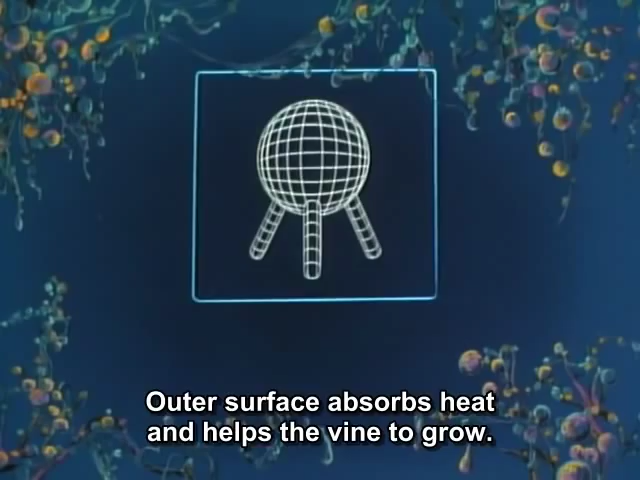 Outer surface absorbs heat
and helps the vine to grow.